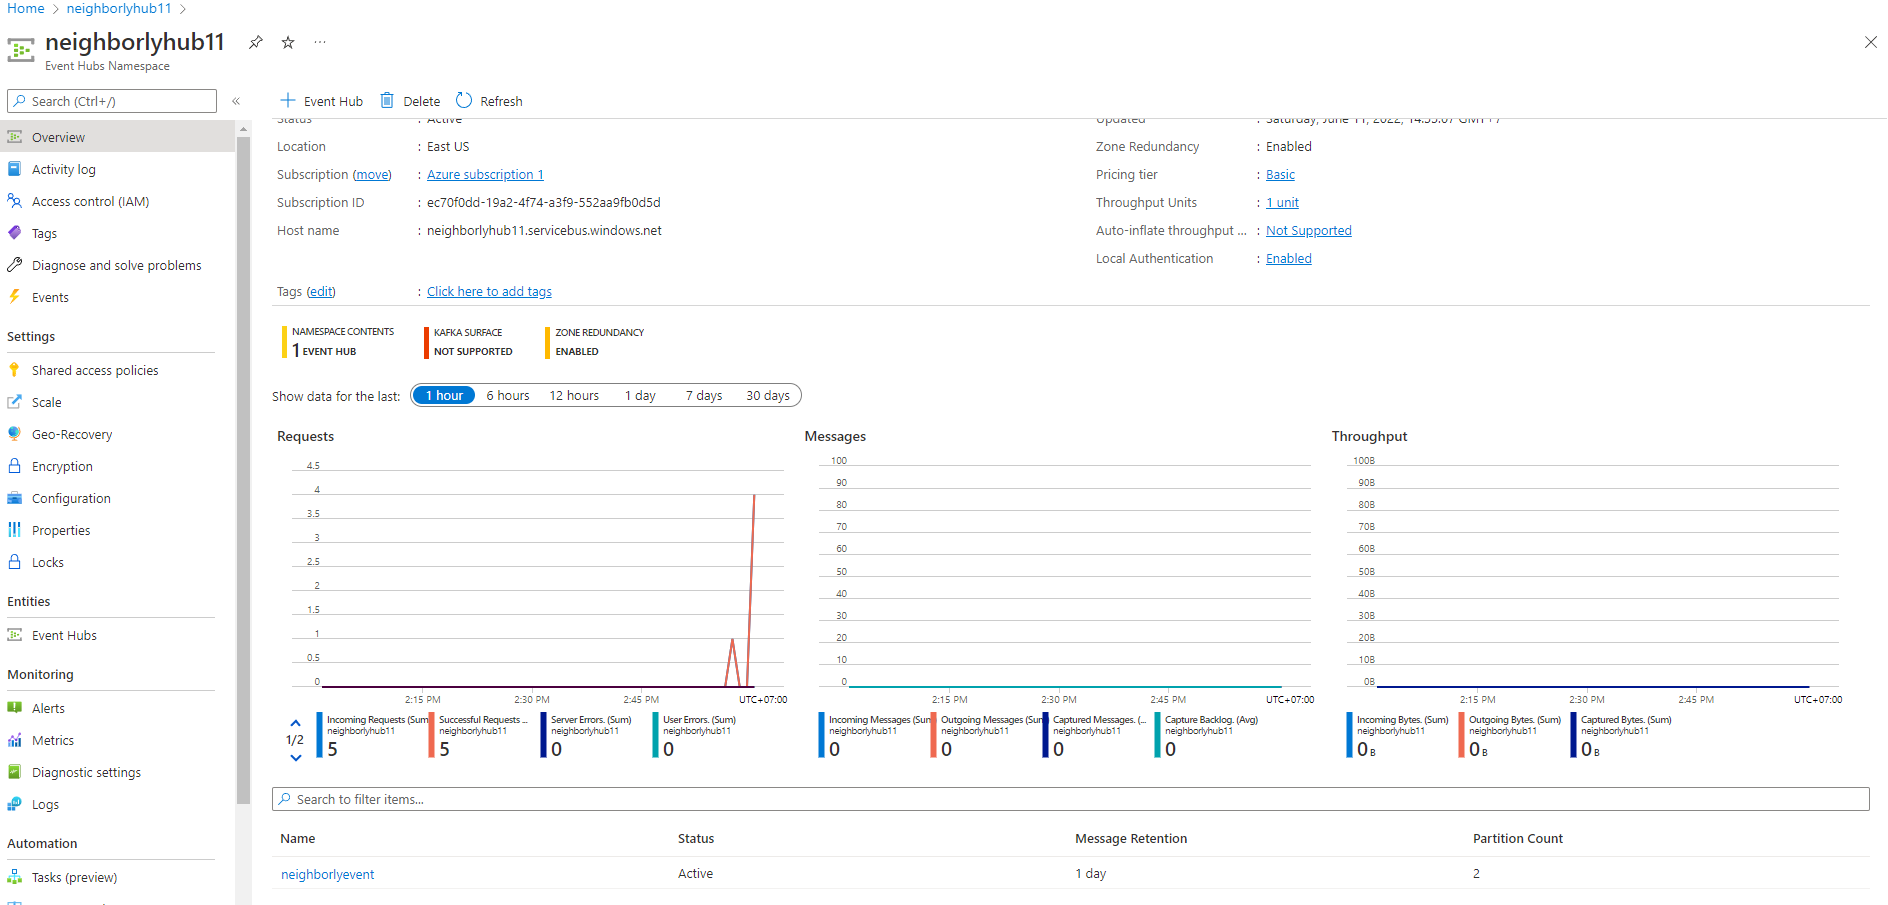 Home > neighborlyhub11 >
neighborlyhub11
Event Hubs Namespace
Search (Ctrl+/)
«
Overview
Activity log
Access control (IAM)
Tags
Diagnose and solve problems
Events
Settings
Shared access policies
Scale
Geo-Recovery
Encryption
Configuration
Properties
Locks
Entities
Event Hubs
Monitoring
Alerts
Metrics
Diagnostic settings
Logs
Automation
Tasks (preview)
Event Hub Delete Refresh
Status : Active
Location : East US
Subscription (move) : Azure subscription 1
Subscription ID : ec70f0dd-19a2-4f74-a3f9-552aa9fb0d5d
Host name : neighborlyhub11.servicebus.windows.net
Updated : Saturday, June 11, 2022, 14:55:07 GMT+7
Zone Redundancy : Enabled
Pricing tier : Basic
Throughput Units : 1 unit
Auto-inflate throughput ... : Not Supported
Local Authentication : Enabled
Tags (edit) : Click here to add tags
NAMESPACE CONTENTS
1 EVENT HUB
KAFKA SURFACE
NOT SUPPORTED
ZONE REDUNDANCY
ENABLED
Show data for the last: 1 hour 6 hours 12 hours 1 day 7 days 30 days
Requests
4.5
4
3.5
3
2.5
2
1.5
1
0.5
0
2:15 PM 2:30 PM 2:45 PM UTC+07:00
1/2
Incoming Requests (Sum
neighborlyhub11
5
Successful Requests ...
neighborlyhub11
5
Server Errors. (Sum)
neighborlyhub11
0
User Errors. (Sum)
neighborlyhub11
0
Messages
100
90
80
70
60
50
40
30
20
10
0
2:15 PM 2:30 PM 2:45 PM UTC+07:00
Incoming Messages (Sum
neighborlyhub11
0
Outgoing Messages (Sum
neighborlyhub11
0
Captured Messages. (...
neighborlyhub11
0
Capture Backlog. (Avg)
neighborlyhub11
0
Throughput
100B
90B
80B
70B
60B
50B
40B
30B
20B
10B
0B
2:15 PM 2:30 PM 2:45 PM UTC+07:00
Incoming Bytes. (Sum)
neighborlyhub11
0 B
Outgoing Bytes. (Sum)
neighborlyhub11
0 B
Captured Bytes. (Sum)
neighborlyhub11
0 B
Search to filter items...
Name Status Message Retention Partition Count
neighborlyevent Active 1 day 2